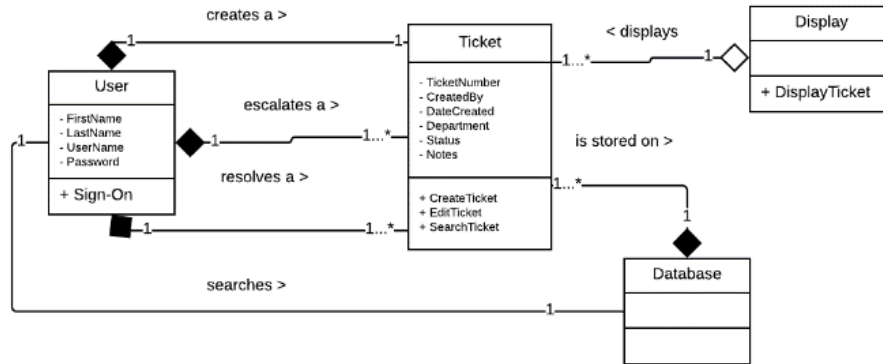 creates a >
1
1
User
- FirstName
- LastName
- UserName
- Password
+ Sign-On
escalates a >
1
1...*
resolves a >
1
1...*
searches >
1
1
Ticket
- TicketNumber
- CreatedBy
- DateCreated
- Department
- Status
- Notes
+ CreateTicket
+ EditTicket
+ SearchTicket
< displays
1...*
1
Display
+ DisplayTicket
is stored on >
1...*
1
Database